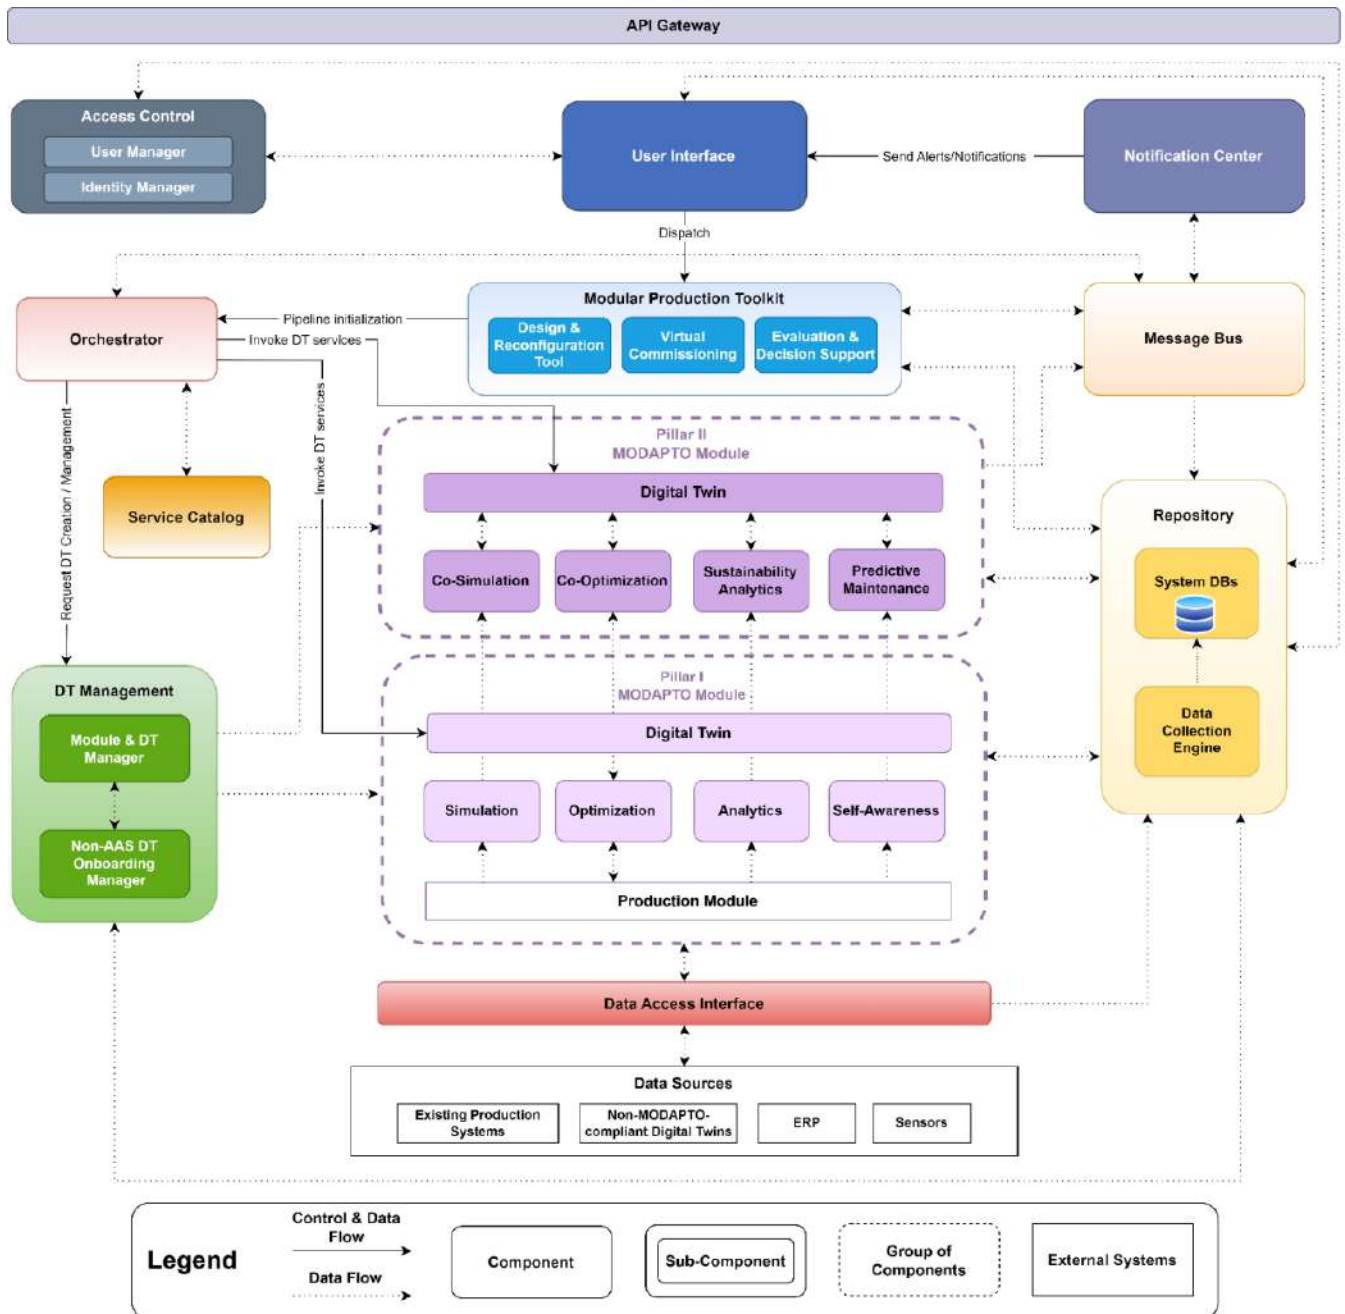 API Gateway
Access Control
User Manager
Identity Manager
User Interface
Send Alerts/Notifications
Notification Center
Dispatch
Orchestrator
Pipeline initialization
Invoke DT services
Modular Production Toolkit
Design &
Reconfiguration
Tool
Virtual
Commissioning
Evaluation &
Decision Support
Message Bus
Request DT Creation / Management
Invoke DT services
Service Catalog
Pillar II
MODAPTO Module
Digital Twin
Co-Simulation
Co-Optimization
Sustainability
Analytics
Predictive
Maintenance
Repository
System DBs
Data
Collection
Engine
DT Management
Module & DT
Manager
Non-AAS DT
Onboarding
Manager
Pillar I
MODAPTO Module
Digital Twin
Simulation
Optimization
Analytics
Self-Awareness
Production Module
Data Access Interface
Data Sources
Existing Production
Systems
Non-MODAPTO-
compliant Digital Twins
ERP
Sensors
Legend
Control & Data
Flow
Data Flow
Component
Sub-Component
Group of
Components
External Systems